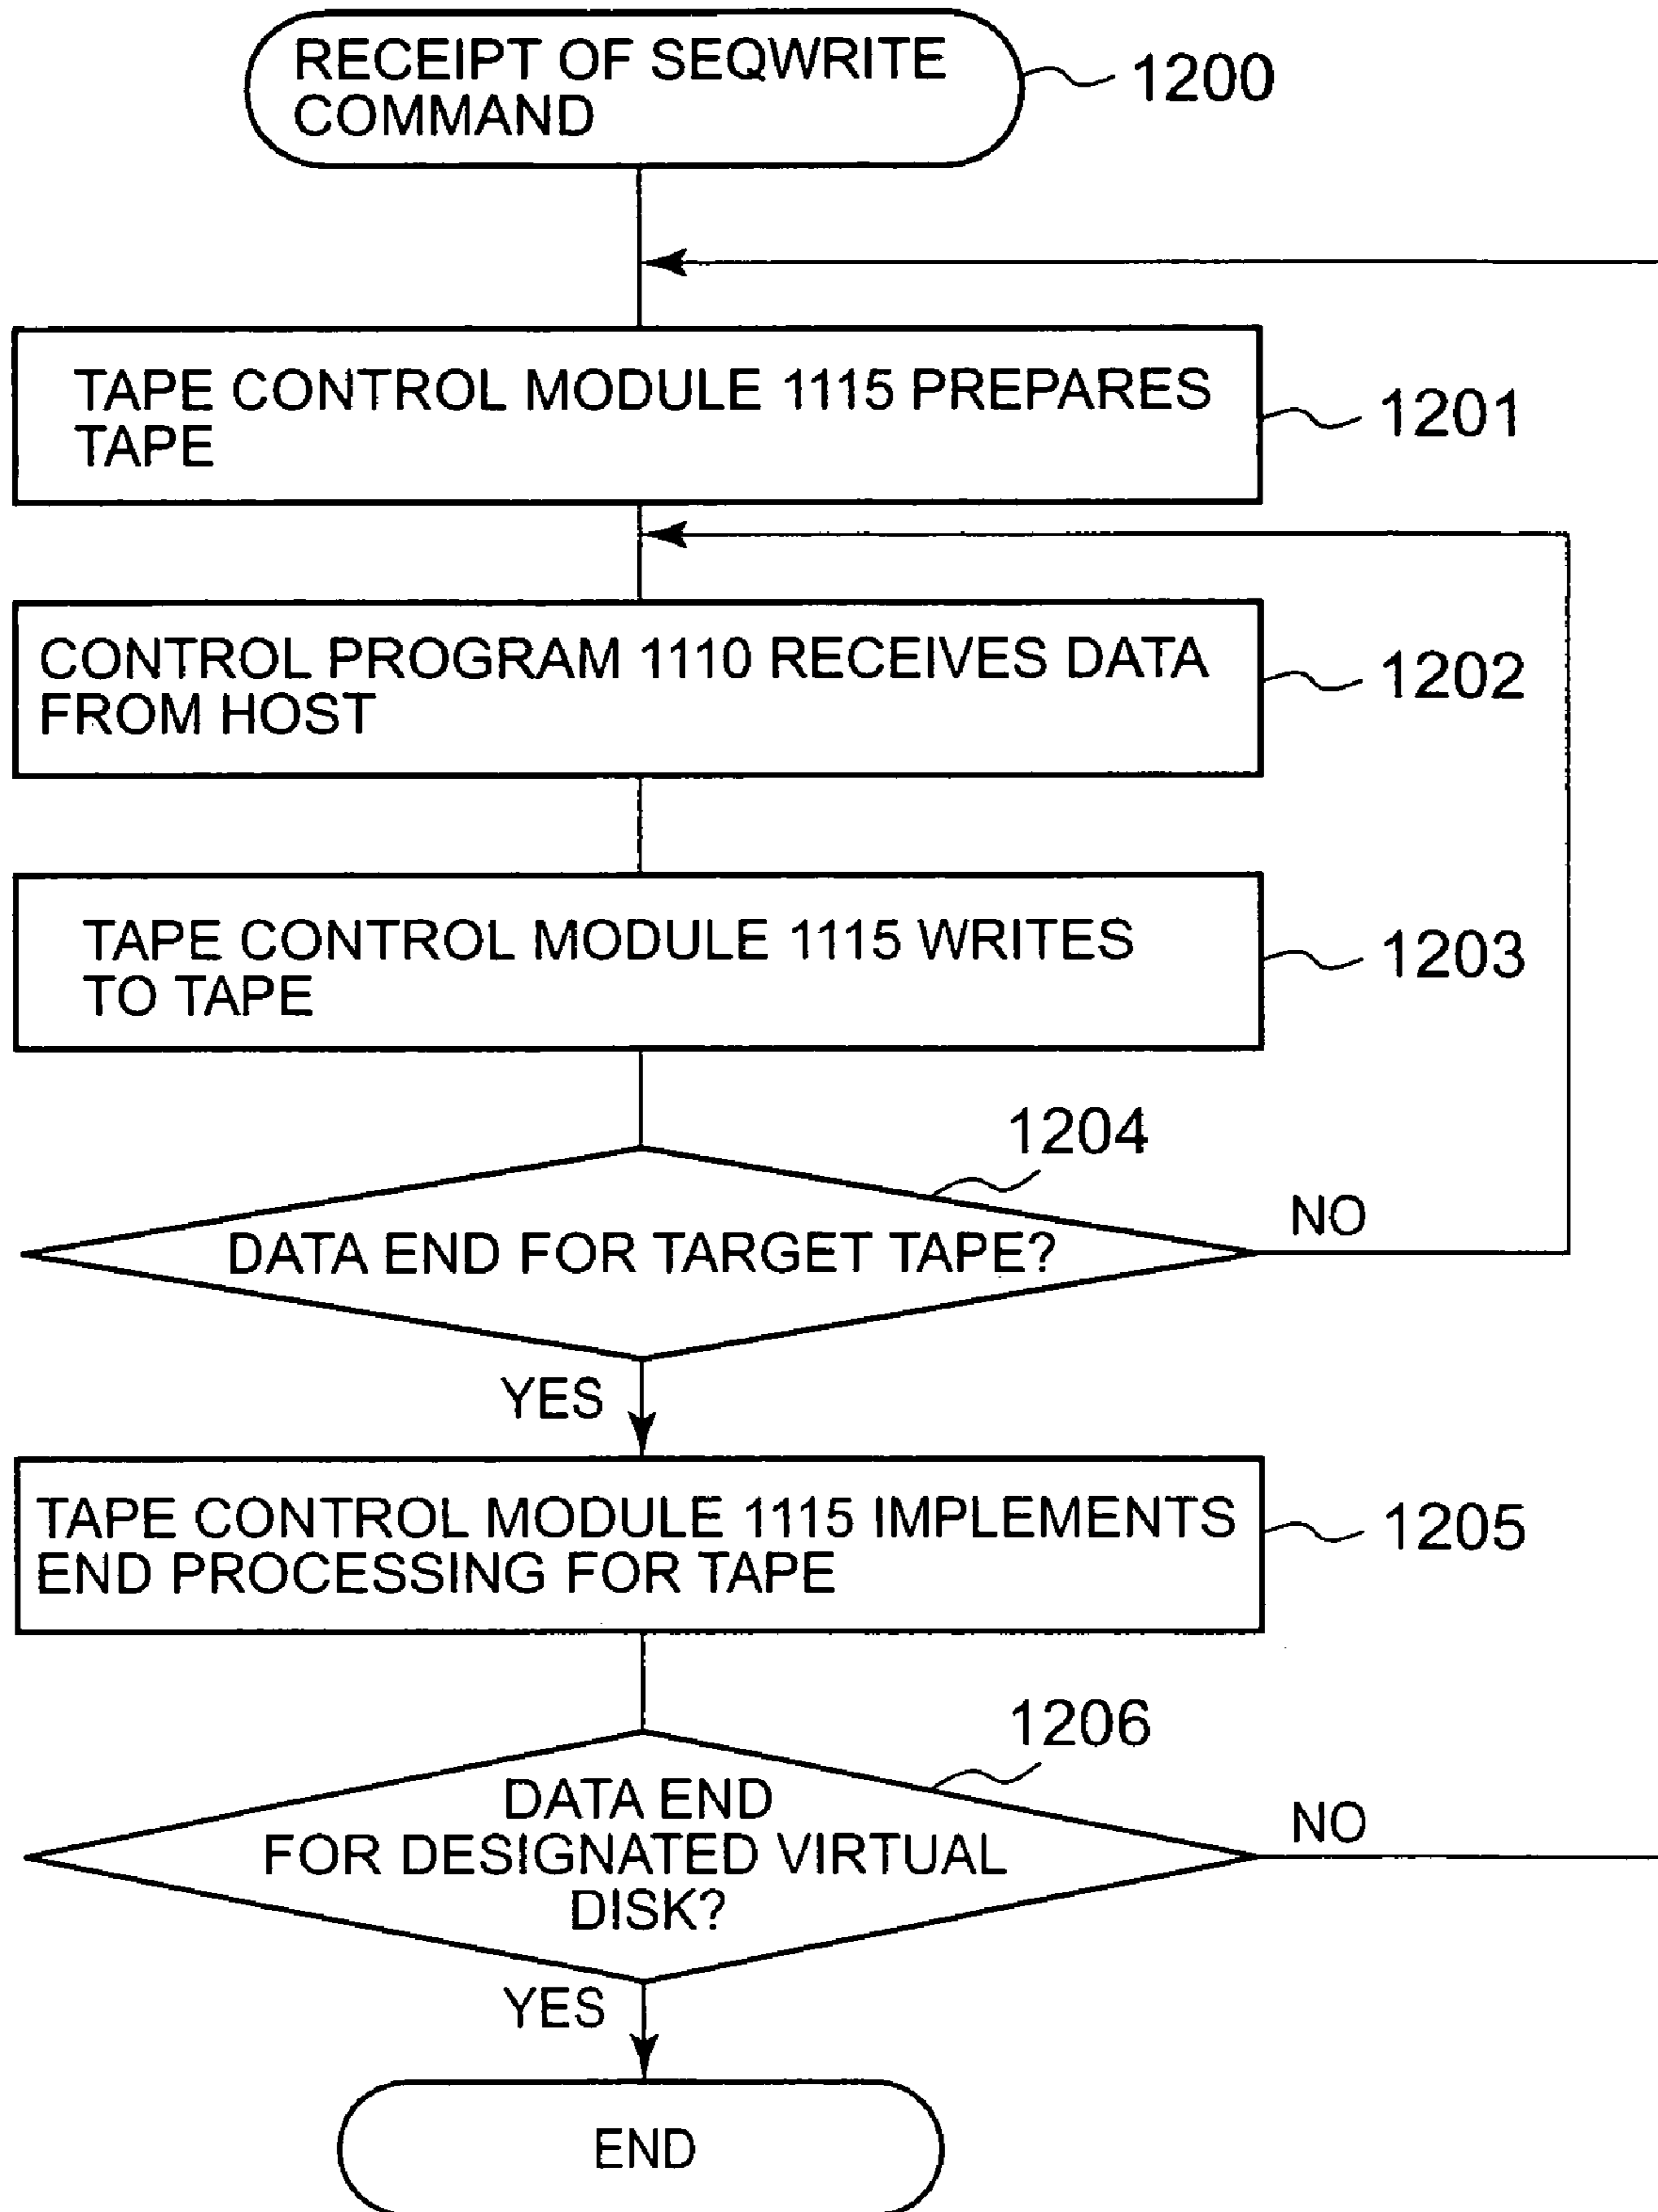 RECEIPT OF SEQWRITE
COMMAND
1200
TAPE CONTROL MODULE 1115 PREPARES
TAPE
1201
CONTROL PROGRAM 1110 RECEIVES DATA
FROM HOST
1202
TAPE CONTROL MODULE 1115 WRITES
TO TAPE
1203
1204
DATA END FOR TARGET TAPE?
NO
YES
TAPE CONTROL MODULE 1115 IMPLEMENTS
END PROCESSING FOR TAPE
1205
1206
DATA END
FOR DESIGNATED VIRTUAL
DISK?
NO
YES
END